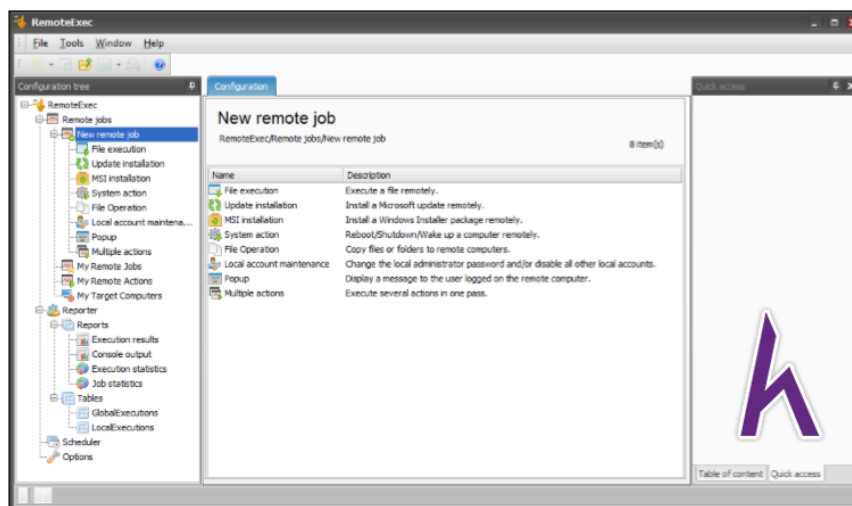 RemoteExec
File Tools Window Help
Configuration tree
RemoteExec
Remote jobs
New remote job
File execution
Update installation
MSI installation
System action
File Operation
Local account maintena...
Popup
Multiple actions
My Remote Jobs
My Remote Actions
My Target Computers
Reporter
Reports
Execution results
Console output
Execution statistics
Job statistics
Tables
GlobalExecutions
LocalExecutions
Scheduler
Options
Configuration
New remote job
RemoteExec/Remote jobs/New remote job
8 item(s)
Name Description
File execution Execute a file remotely.
Update installation Install a Microsoft update remotely.
MSI installation Install a Windows Installer package remotely.
System action Reboot/Shutdown/Wake up a computer remotely.
File Operation Copy files or folders to remote computers.
Local account maintenance Change the local administrator password and/or disable all other local accounts.
Popup Display a message to the user logged on the remote computer.
Multiple actions Execute several actions in one pass.
Quick access
Table of content Quick access